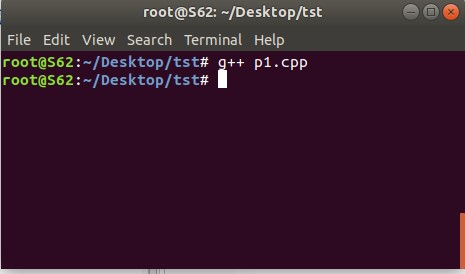 root@S62: ~/Desktop/tst
File Edit View Search Terminal Help
root@S62:~/Desktop/tst# g++ p1.cpp
root@S62:~/Desktop/tst#